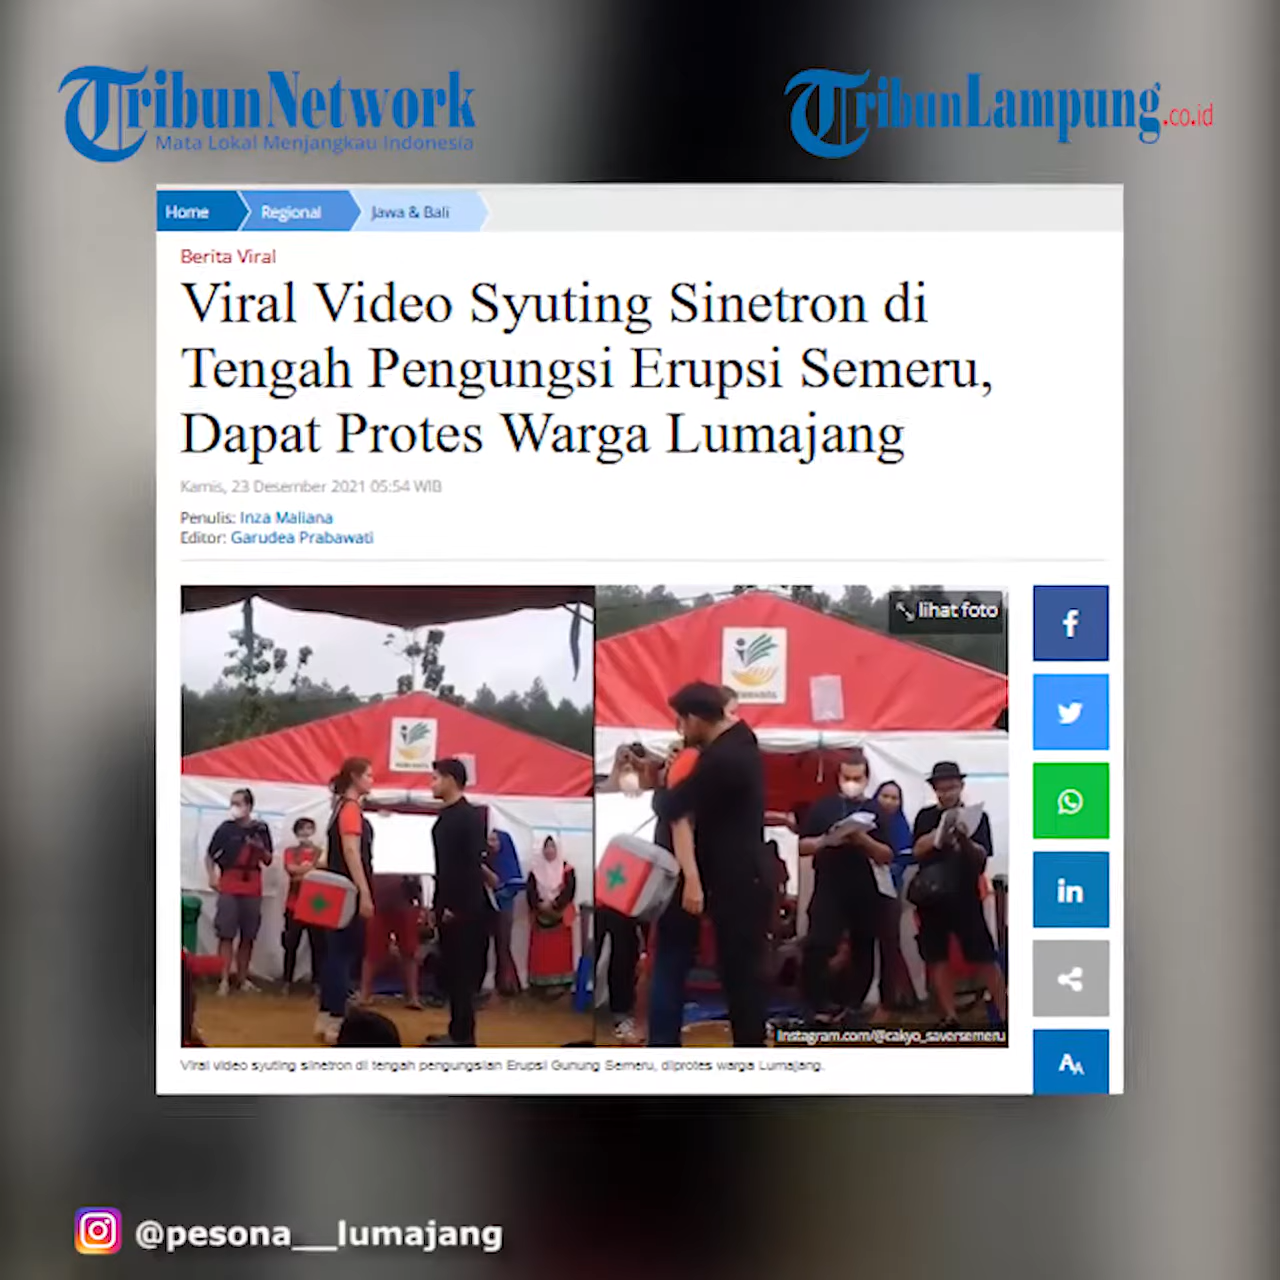 TribunNetwork
Mata Lokal Menjangkau Indonesia
TribunLampung.co.id
Home Regional Jawa & Bali
Berita Viral
Viral Video Syuting Sinetron di
Tengah Pengungsi Erupsi Semeru,
Dapat Protes Warga Lumajang
Kamis, 23 Desember 2021 05:54 WIB
Penulis: Inza Maliana
Editor: Garudea Prabawati
lihat foto
Instagram.com/@cakyo_saversemeru
Viral video syuting sinetron di tengah pengungsian Erupsi Gunung Semeru, diprotes warga Lumajang.
AA
@pesona__lumajang